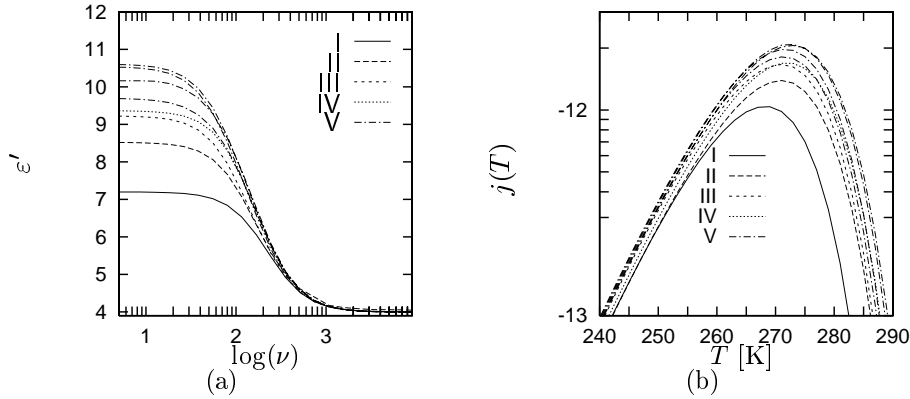 12
11
10
9
8
7
6
5
4
ε′
I
II
III
IV
V
1 2 3
log(ν)
(a)
-12
-13
j(T)
I
II
III
IV
V
240 250 260 270 280 290
T [K]
(b)